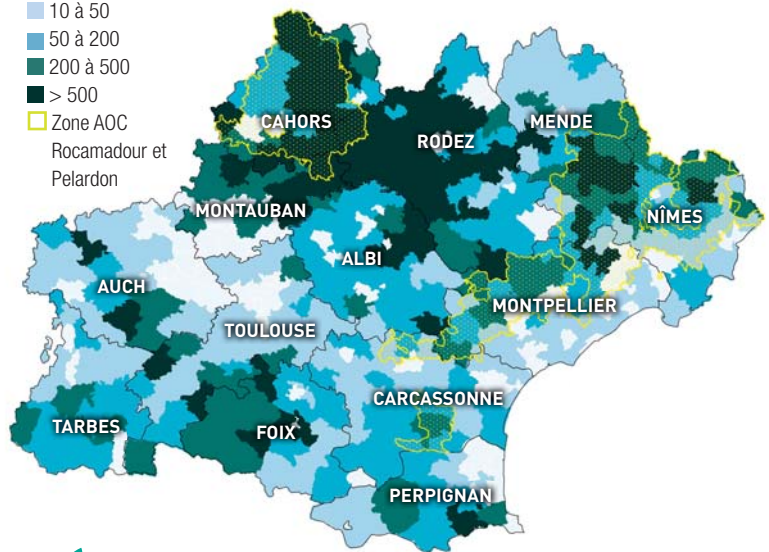 10 à 50
50 à 200
200 à 500
> 500
Zone AOC
Rocamadour et
Pelardon
CAHORS
RODEZ
MENDE
MONTAUBAN
NÎMES
ALBI
AUCH
MONTPELLIER
TOULOUSE
CARCASSONNE
TARBES
FOIX
PERPIGNAN